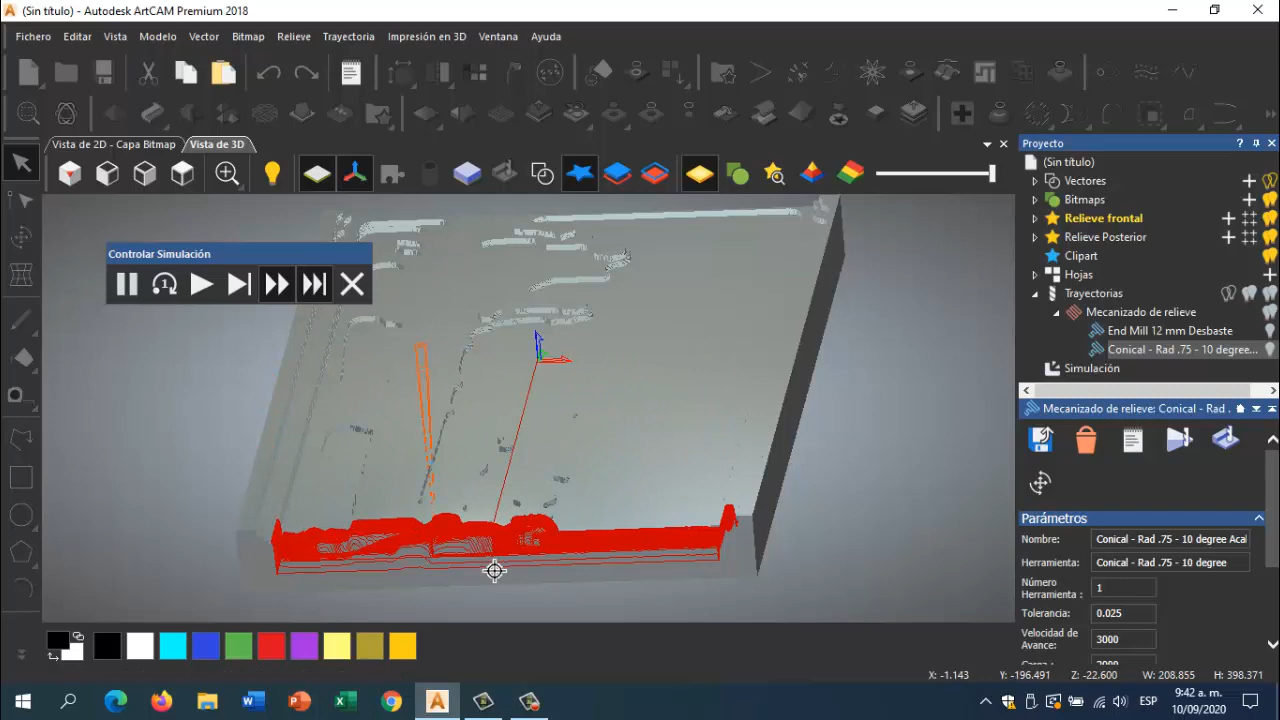 (Sin título) - Autodesk ArtCAM Premium 2018
Fichero Editar Vista Modelo Vector Bitmap Relieve Trayectoria Impresión en 3D Ventana Ayuda
Vista de 2D - Capa Bitmap Vista de 3D
Proyecto
(Sin título)
Vectores
Bitmaps
Relieve frontal
Relieve Posterior
Clipart
Hojas
Trayectorias
Mecanizado de relieve
End Mill 12 mm Desbaste
Conical - Rad .75 - 10 degree...
Simulación
Controlar Simulación
1
Mecanizado de relieve: Conical - Rad .
Parámetros
Nombre: Conical - Rad .75 - 10 degree Acal
Herramienta: Conical - Rad .75 - 10 degree
Número Herramienta : 1
Tolerancia: 0.025
Velocidad de Avance: 3000
X: -1.143 Y: -196.491 Z: -22.600 W: 208.855 H: 398.371
ESP
9:42 a. m.
10/09/2020